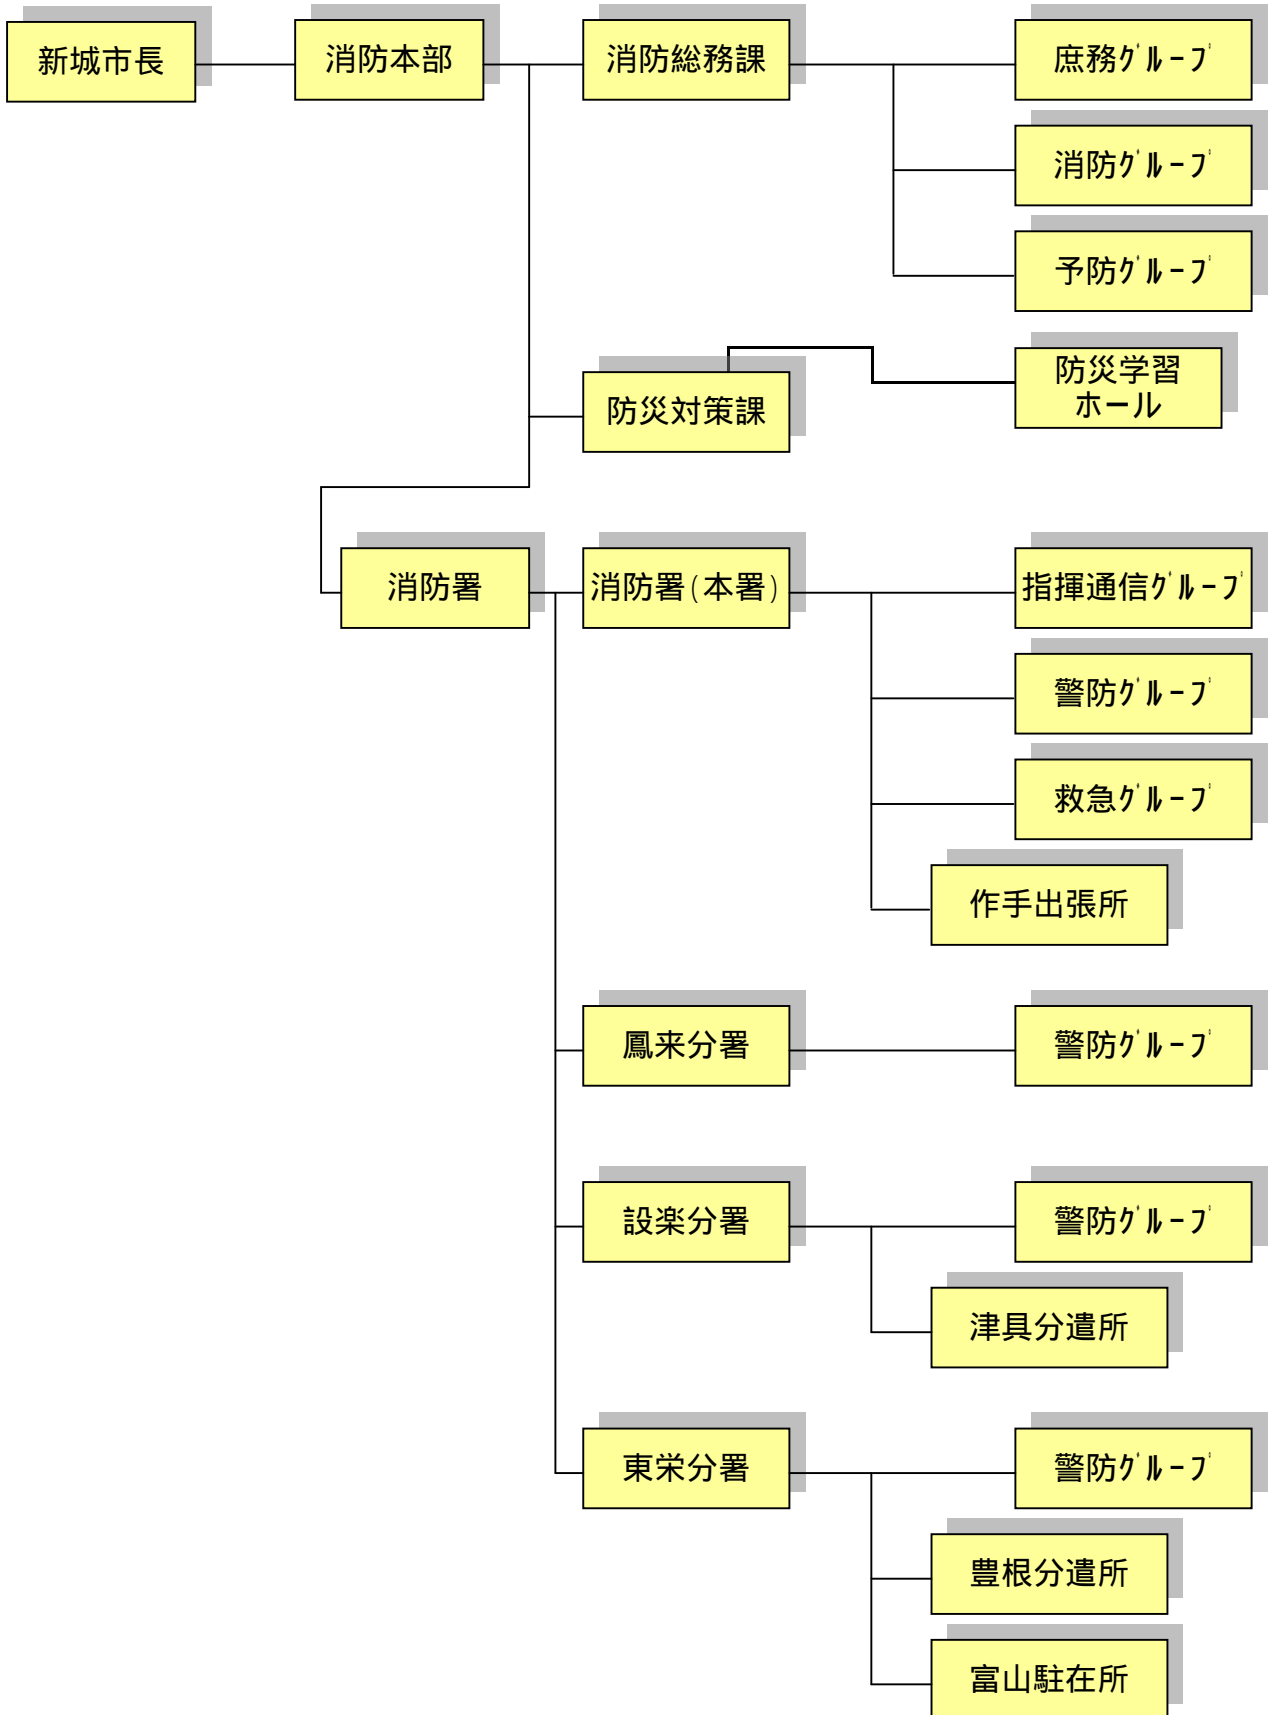 新城市長
消防本部
消防総務課
庶務ｸﾞﾙｰﾌﾟ
消防ｸﾞﾙｰﾌﾟ
予防ｸﾞﾙｰﾌﾟ
防災対策課
防災学習
ホール
消防署
消防署(本署)
指揮通信ｸﾞﾙｰﾌﾟ
警防ｸﾞﾙｰﾌﾟ
救急ｸﾞﾙｰﾌﾟ
作手出張所
鳳来分署
警防ｸﾞﾙｰﾌﾟ
設楽分署
警防ｸﾞﾙｰﾌﾟ
津具分遣所
東栄分署
警防ｸﾞﾙｰﾌﾟ
豊根分遣所
富山駐在所